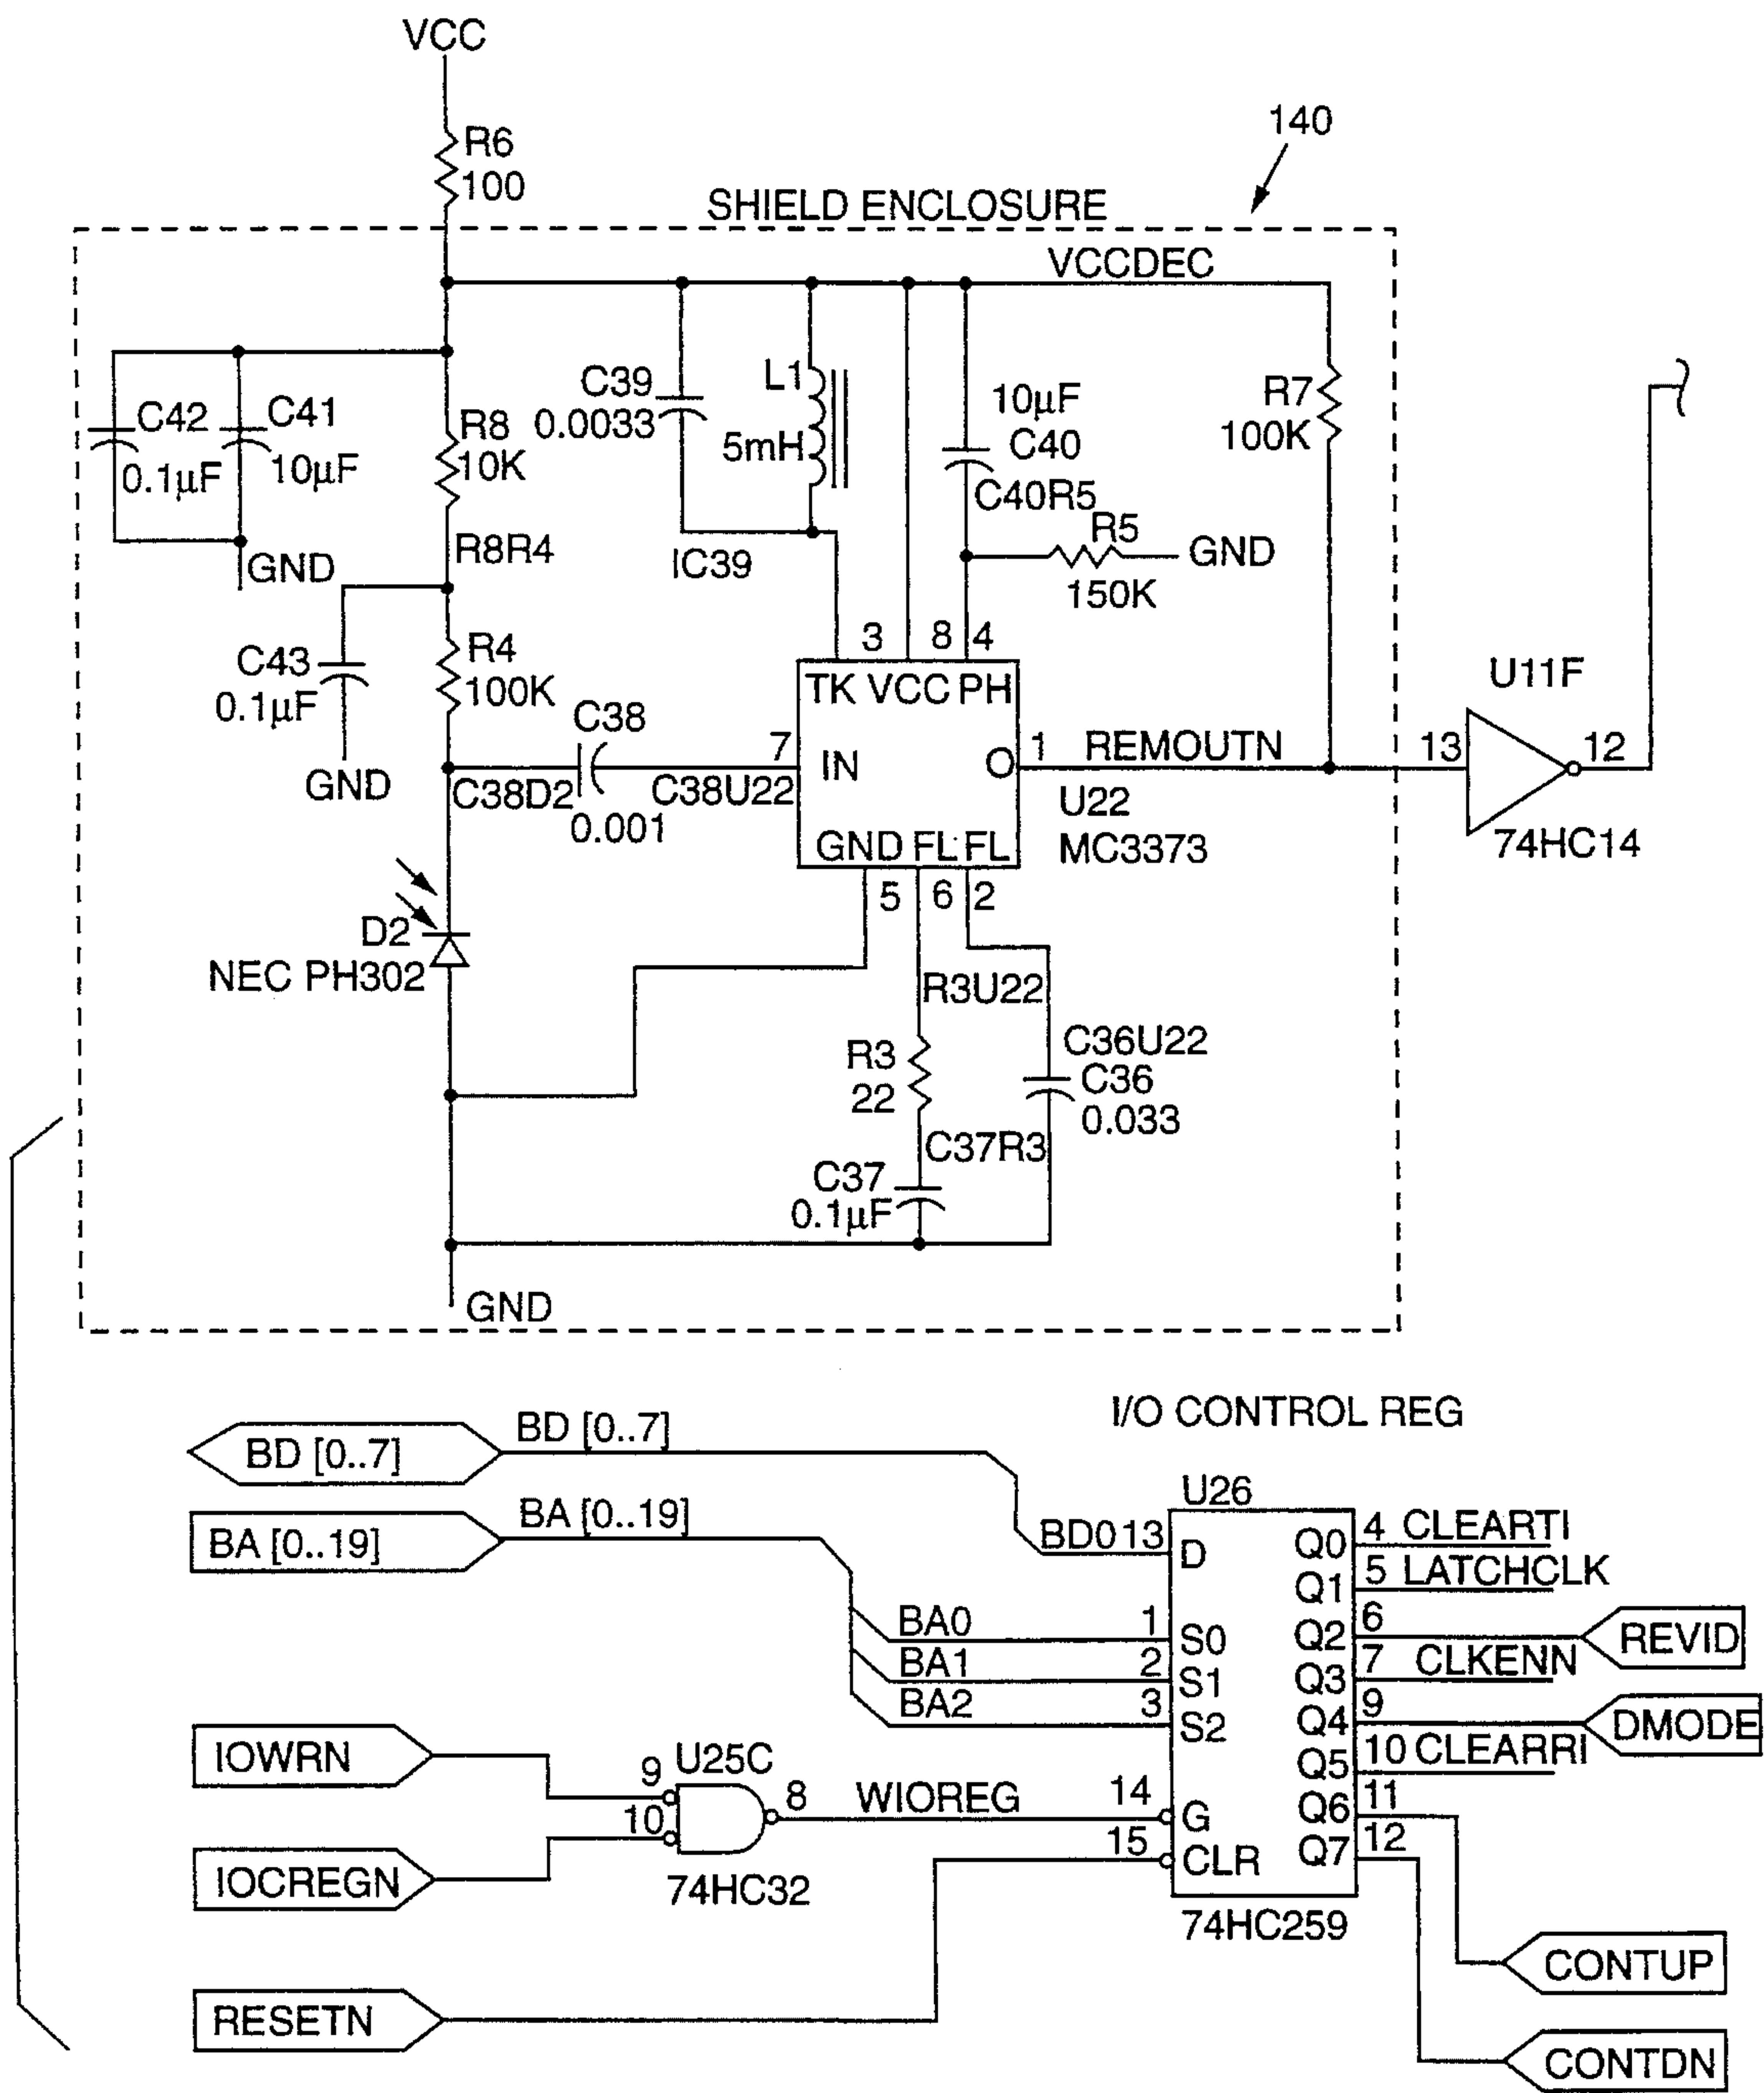 VCC
R6
100
140
SHIELD ENCLOSURE
VCCDEC
C42
0.1µF
C41
10µF
GND
R8
10K
R8R4
C39
0.0033
L1
5mH
IC39
10µF
C40
C40R5
R5
150K
GND
R7
100K
C43
0.1µF
GND
R4
100K
C38
C38D2
0.001
C38U22
7
3
8
4
TK VCC PH
IN
O
GND FL FL
1
REMOUTN
U22
MC3373
13
U11F
12
74HC14
5
6
2
D2
NEC PH302
R3U22
R3
22
C36U22
C36
0.033
C37R3
C37
0.1µF
GND
I/O CONTROL REG
BD [0..7]
BD [0..7]
BA [0..19]
BA [0..19]
U26
BD013
D
BA0
1
S0
BA1
2
S1
BA2
3
S2
Q0
4
CLEARTI
Q1
5
LATCHCLK
Q2
6
REVID
Q3
7
CLKENN
Q4
9
DMODE
Q5
10
CLEARRI
Q6
11
Q7
12
IOWRN
9
U25C
10
8
WIOREG
14
G
15
CLR
IOCREGN
74HC32
74HC259
RESETN
CONTUP
CONTDN